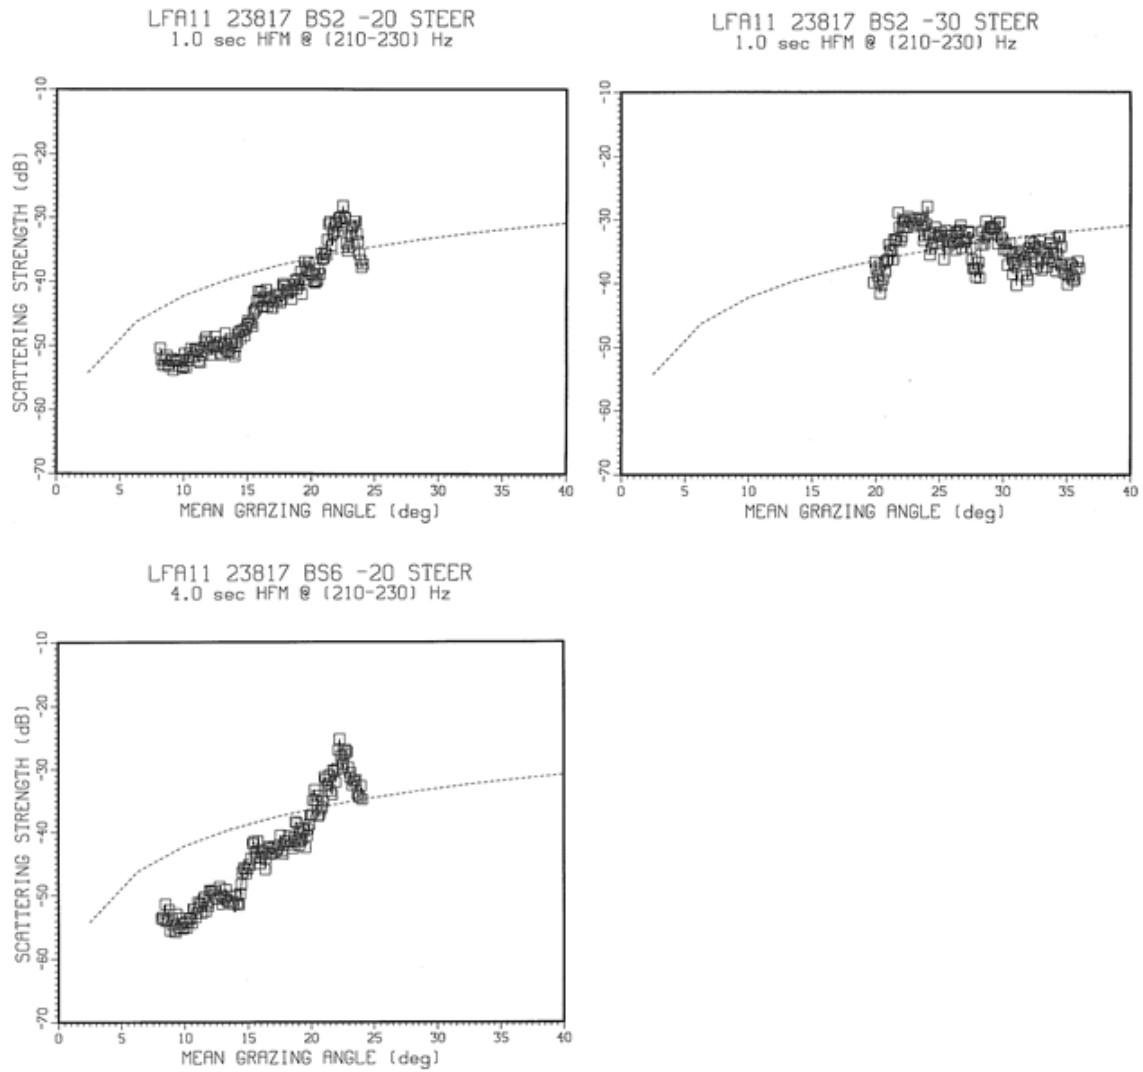 LFA11 23817 BS2 -20 STEER
1.0 sec HFM @ (210-230) Hz
SCATTERING STRENGTH (dB)
-10
-20
-30
-40
-50
-60
-70
0 5 10 15 20 25 30 35 40
MEAN GRAZING ANGLE (deg)
LFA11 23817 BS2 -30 STEER
1.0 sec HFM @ (210-230) Hz
SCATTERING STRENGTH (dB)
-10
-20
-30
-40
-50
-60
-70
0 5 10 15 20 25 30 35 40
MEAN GRAZING ANGLE (deg)
LFA11 23817 BS6 -20 STEER
4.0 sec HFM @ (210-230) Hz
SCATTERING STRENGTH (dB)
-10
-20
-30
-40
-50
-60
-70
0 5 10 15 20 25 30 35 40
MEAN GRAZING ANGLE (deg)